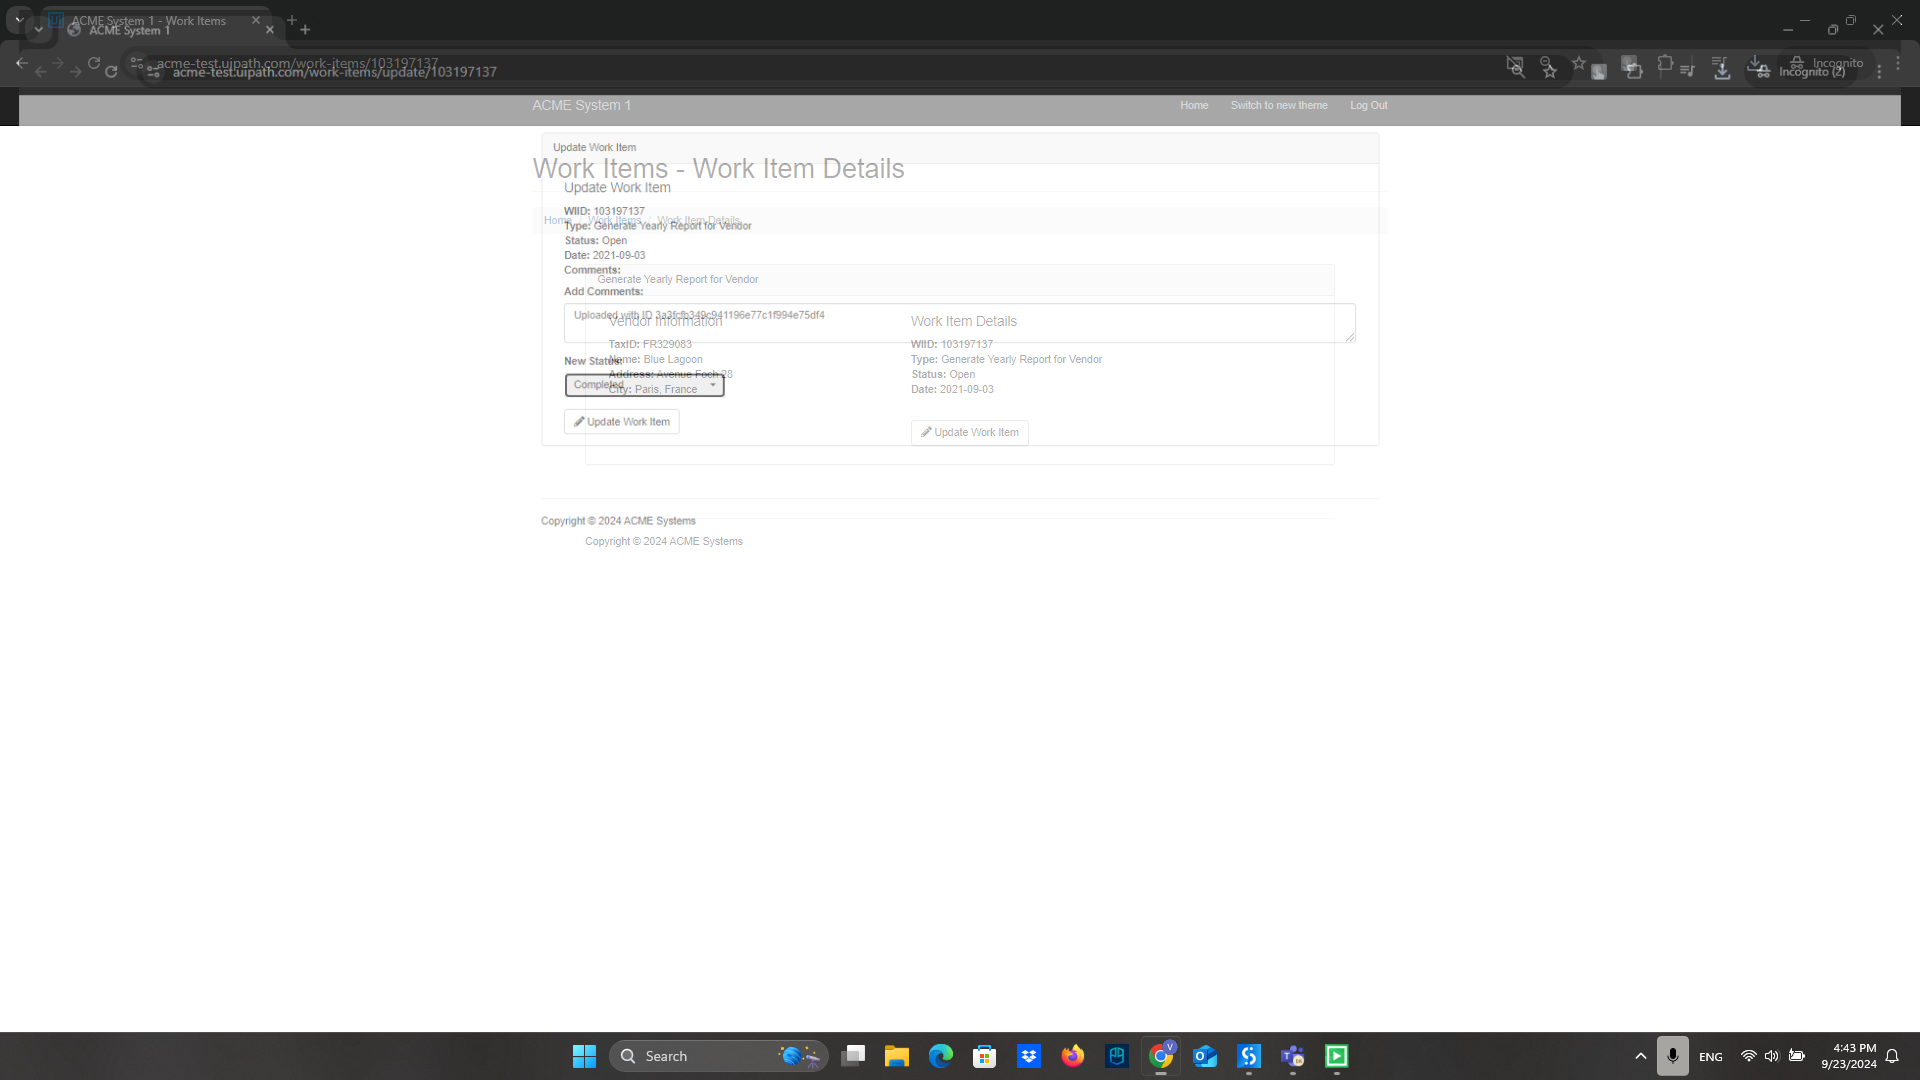 ACME System 1 - Work Items
ACME System 1
acme-test.uipath.com/work-items/103197137
acme-test.uipath.com/work-items/update/103197137
Incognito
Incognito (2)
ACME System 1
Home
Switch to new theme
Log Out
Update Work Item
Work Items - Work Item Details
Update Work Item
WIID: 103197137
Home / Work Items / Work Item Details
Type: Generate Yearly Report for Vendor
Status: Open
Date: 2021-09-03
Comments:
Generate Yearly Report for Vendor
Add Comments:
Uploaded with ID 3a3fcfb349c941196e77c1f994e75df4
Vendor Information
TaxID: FR329083
New Status:
Name: Blue Lagoon
Address: Avenue Foch 28
Completed
City: Paris, France
Update Work Item
Work Item Details
WIID: 103197137
Type: Generate Yearly Report for Vendor
Status: Open
Date: 2021-09-03
Update Work Item
Copyright © 2024 ACME Systems
Copyright © 2024 ACME Systems
Search
ENG
4:43 PM
9/23/2024